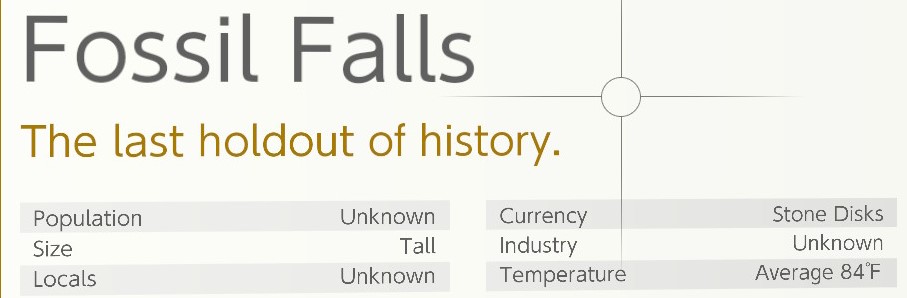 Fossil Falls
The last holdout of history.
Population Unknown
Size Tall
Locals Unknown
Currency Stone Disks
Industry Unknown
Temperature Average 84°F